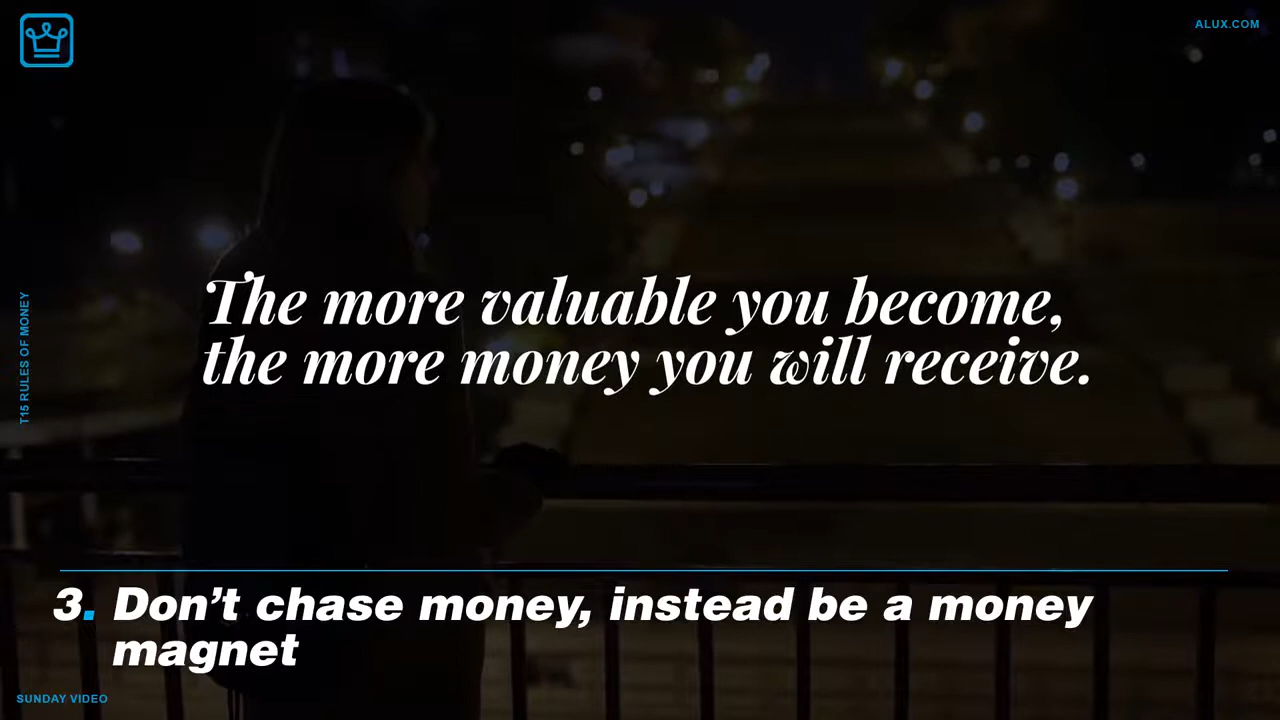 ALUX.COM
T15 RULES OF MONEY
The more valuable you become,
the more money you will receive.
3. Don’t chase money, instead be a money
magnet
SUNDAY VIDEO